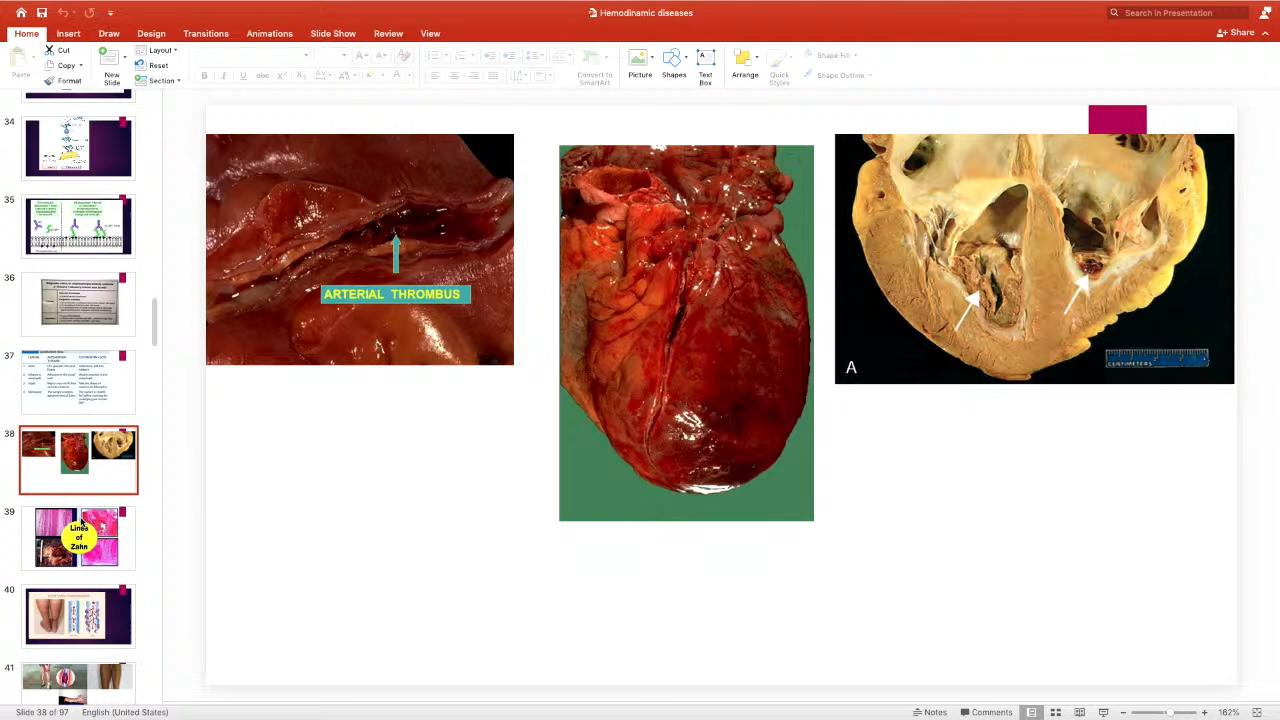 Hemodinamic diseases
Search in Presentation
Home
Insert
Draw
Design
Transitions
Animations
Slide Show
Review
View
Share
Paste
Cut
Copy
Format
New
Slide
Layout
Reset
Section
Convert to
SmartArt
Picture
Shapes
Text
Box
Arrange
Quick
Styles
Shape Fill
Shape Outline
34
35
36
37
38
39
Lines
of
Zahn
40
41
ARTERIAL THROMBUS
A
CENTIMETERS
Slide 38 of 97
English (United States)
Notes
Comments
162%